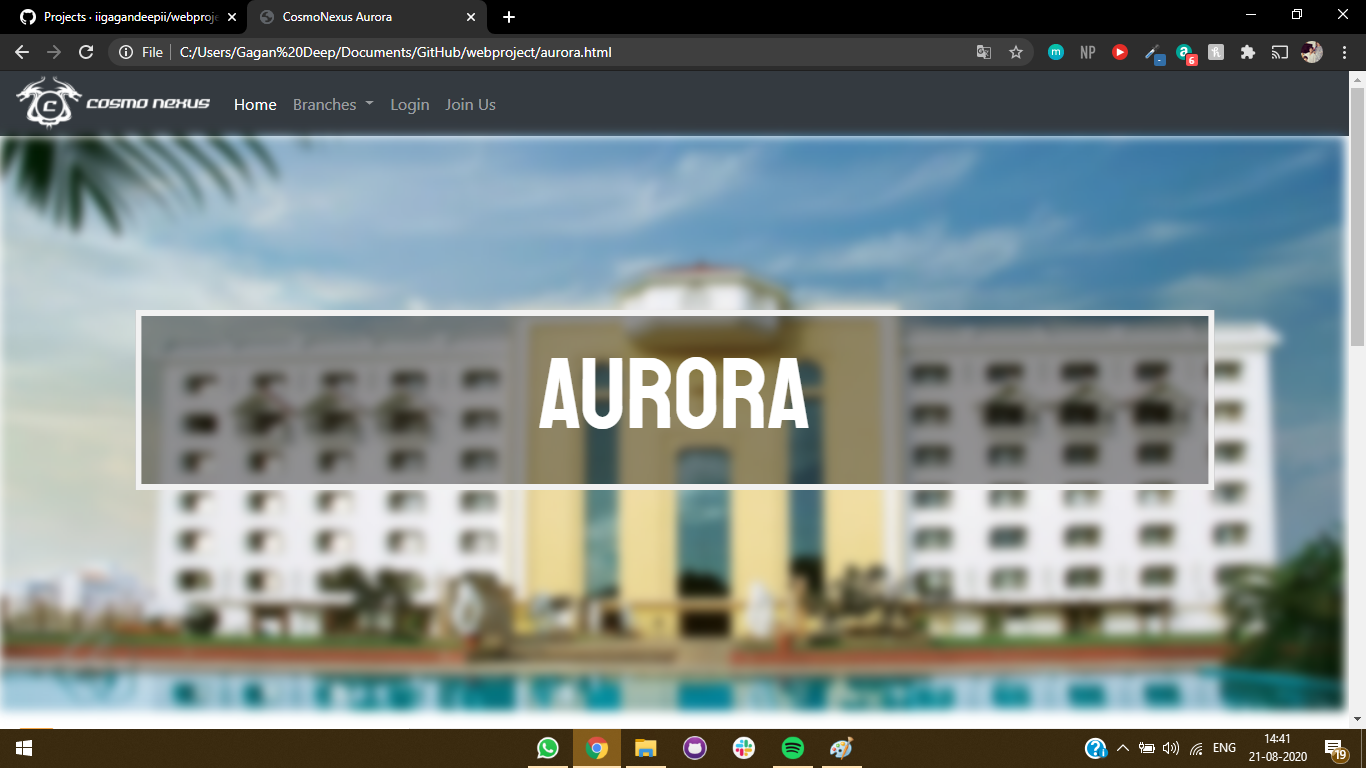 Projects · iigagandeepii/webproje
CosmoNexus Aurora
File
C:/Users/Gagan%20Deep/Documents/GitHub/webproject/aurora.html
m
NP
6
C
COSMO NEXUS
Home
Branches
Login
Join Us
AURORA
ENG
14:41
21-08-2020
19